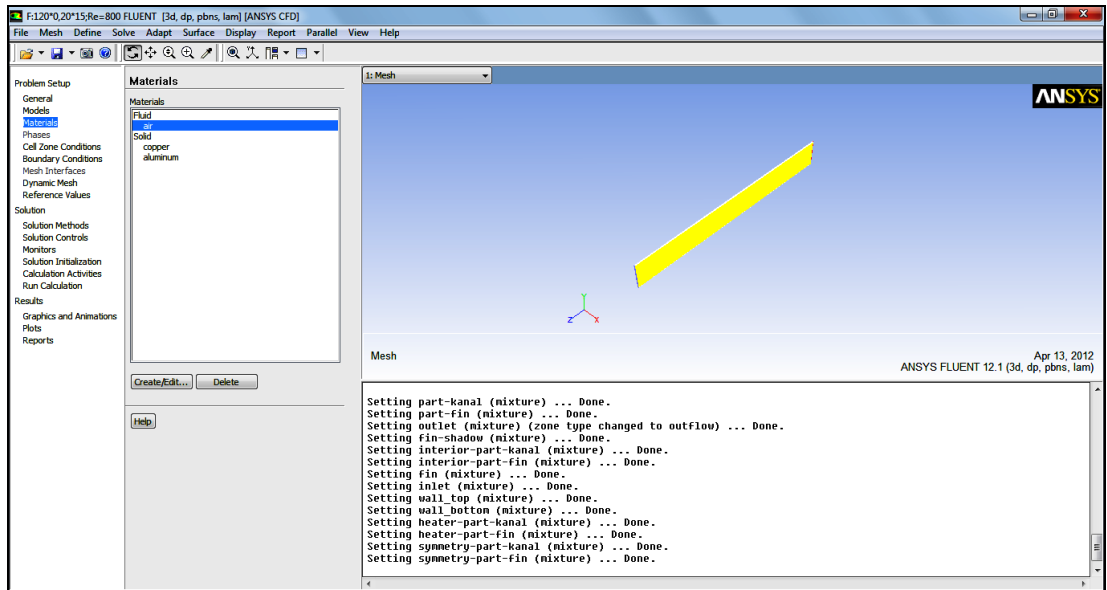 F:120*0,20*15;Re=800 FLUENT [3d, dp, pbns, lam] [ANSYS CFD]
File Mesh Define Solve Adapt Surface Display Report Parallel View Help
Problem Setup
General
Models
Materials
Phases
Cell Zone Conditions
Boundary Conditions
Mesh Interfaces
Dynamic Mesh
Reference Values
Solution
Solution Methods
Solution Controls
Monitors
Solution Initialization
Calculation Activities
Run Calculation
Results
Graphics and Animations
Plots
Reports
Materials
Materials
Fluid
air
Solid
copper
aluminum
Create/Edit... Delete
Help
1: Mesh
ANSYS
Y
Z X
Mesh
Apr 13, 2012
ANSYS FLUENT 12.1 (3d, dp, pbns, lam)
Setting part-kanal (mixture) ... Done.
Setting part-fin (mixture) ... Done.
Setting outlet (mixture) (zone type changed to outflow) ... Done.
Setting fin-shadow (mixture) ... Done.
Setting interior-part-kanal (mixture) ... Done.
Setting interior-part-fin (mixture) ... Done.
Setting fin (mixture) ... Done.
Setting inlet (mixture) ... Done.
Setting wall_top (mixture) ... Done.
Setting wall_bottom (mixture) ... Done.
Setting heater-part-kanal (mixture) ... Done.
Setting heater-part-fin (mixture) ... Done.
Setting symmetry-part-kanal (mixture) ... Done.
Setting symmetry-part-fin (mixture) ... Done.